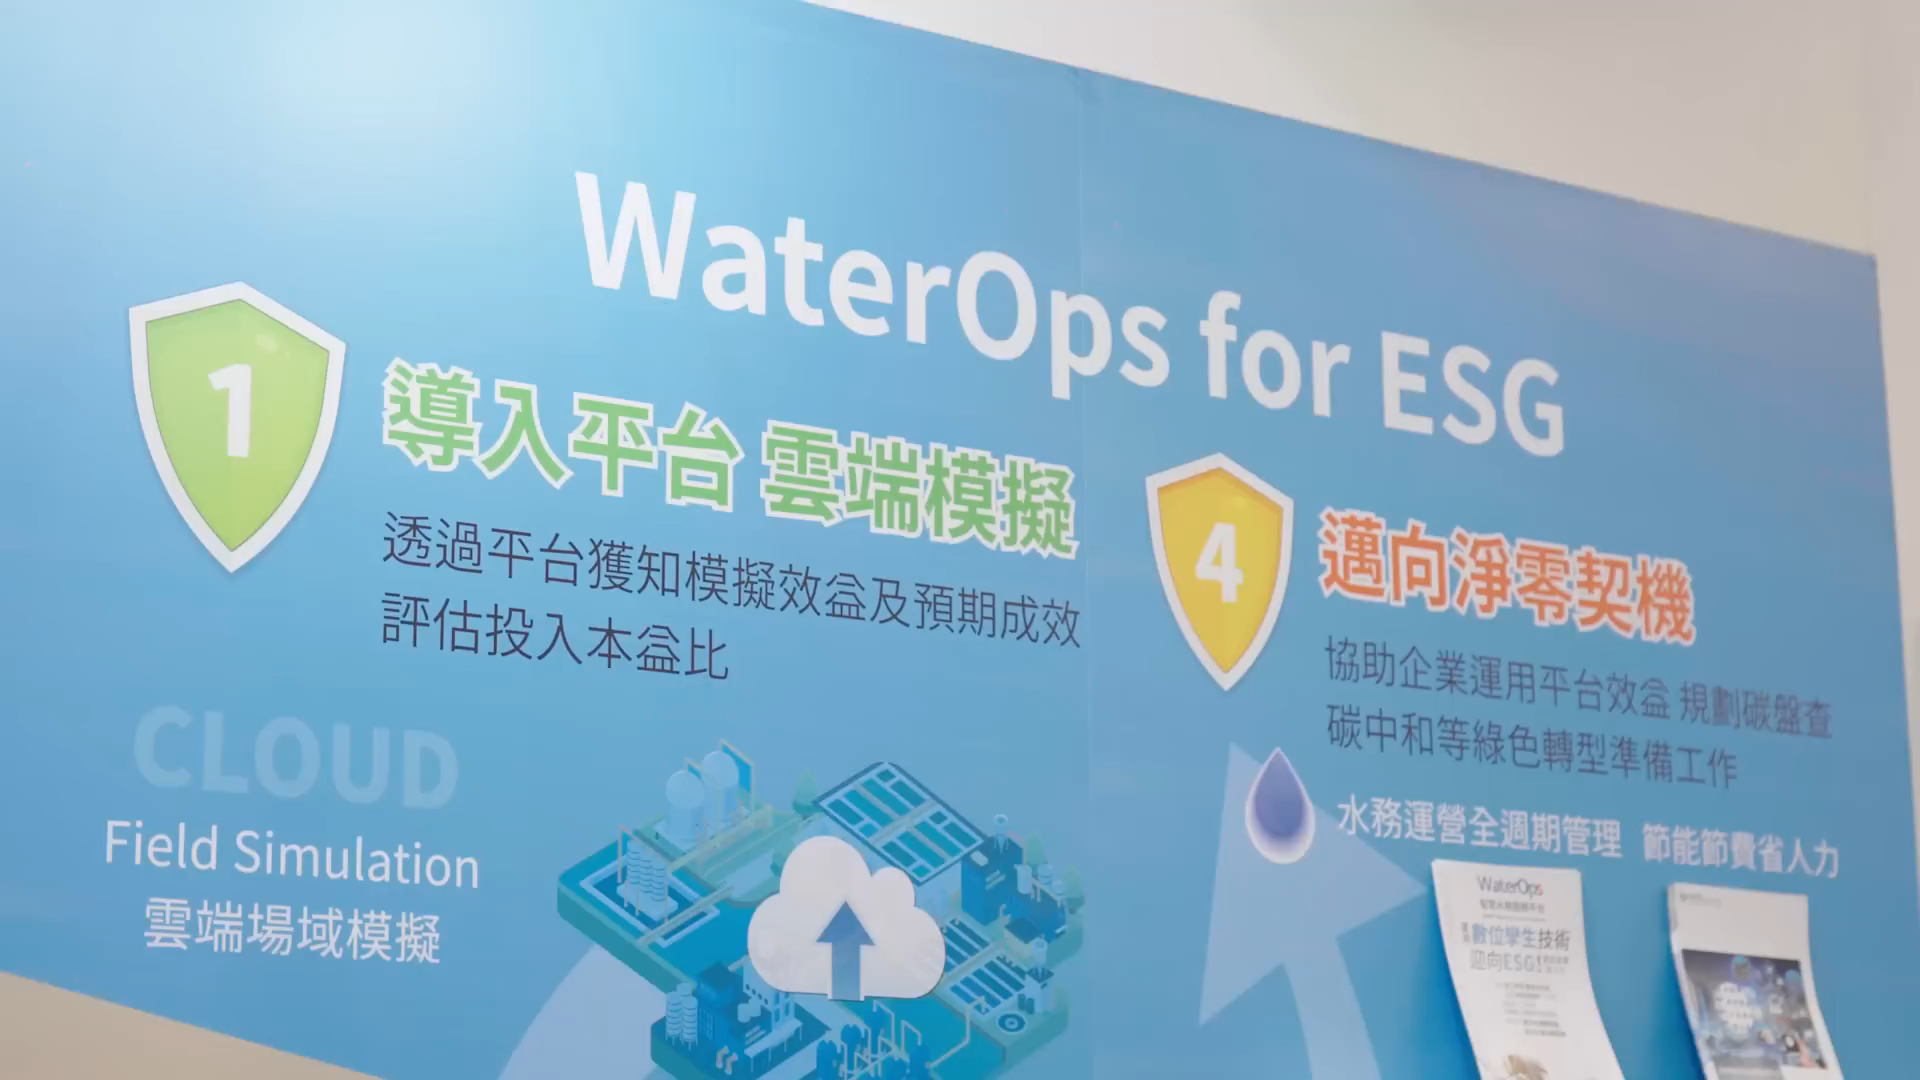 WaterOps for ESG
1
導入平台 雲端模擬
透過平台獲知模擬效益及預期成效
評估投入本益比
CLOUD
Field Simulation
雲端場域模擬
4
邁向淨零契機
協助企業運用平台效益 規劃碳盤查
碳中和等綠色轉型準備工作
水務運營全週期管理 節能節費省人力
WaterOps
數位孿生技術
迎向ESG!